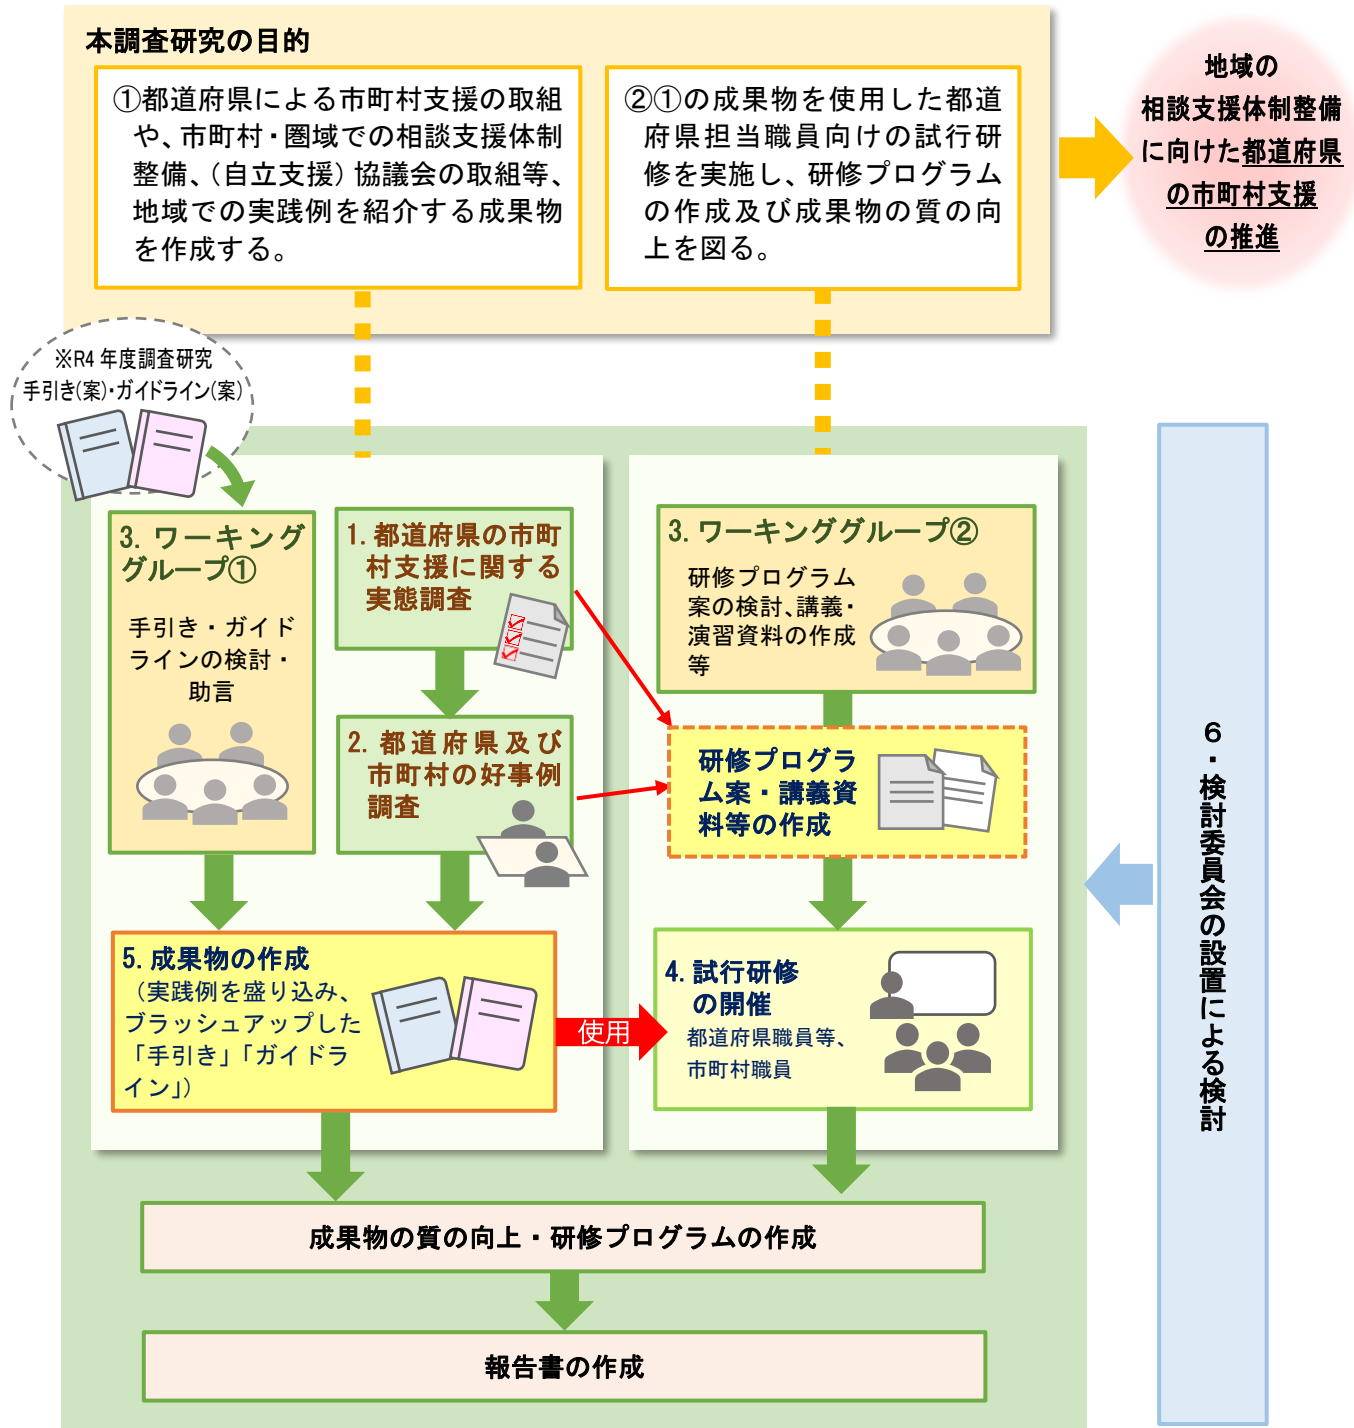 本調査研究の目的
①都道府県による市町村支援の取組
や、市町村・圏域での相談支援体制
整備、（自立支援）協議会の取組等、
地域での実践例を紹介する成果物
を作成する。
②①の成果物を使用した都道
府県担当職員向けの試行研
修を実施し、研修プログラム
の作成及び成果物の質の向
上を図る。
地域の
相談支援体制整備
に向けた都道府県
の市町村支援
の推進
※R4 年度調査研究
手引き(案)・ガイドライン(案)
3. ワーキング
グループ①
手引き・ガイド
ラインの検討・
助言
1. 都道府県の市町
村支援に関する
実態調査
2. 都道府県及び
市町村の好事例
調査
5. 成果物の作成
（実践例を盛り込み、
ブラッシュアップした
「手引き」「ガイドラ
イン」）
使用
3. ワーキンググループ②
研修プログラム
案の検討、講義・
演習資料の作成
等
研修プログラ
ム案・講義資
料等の作成
4. 試行研修
の開催
都道府県職員等、
市町村職員
6．検討委員会の設置による検討
成果物の質の向上・研修プログラムの作成
報告書の作成